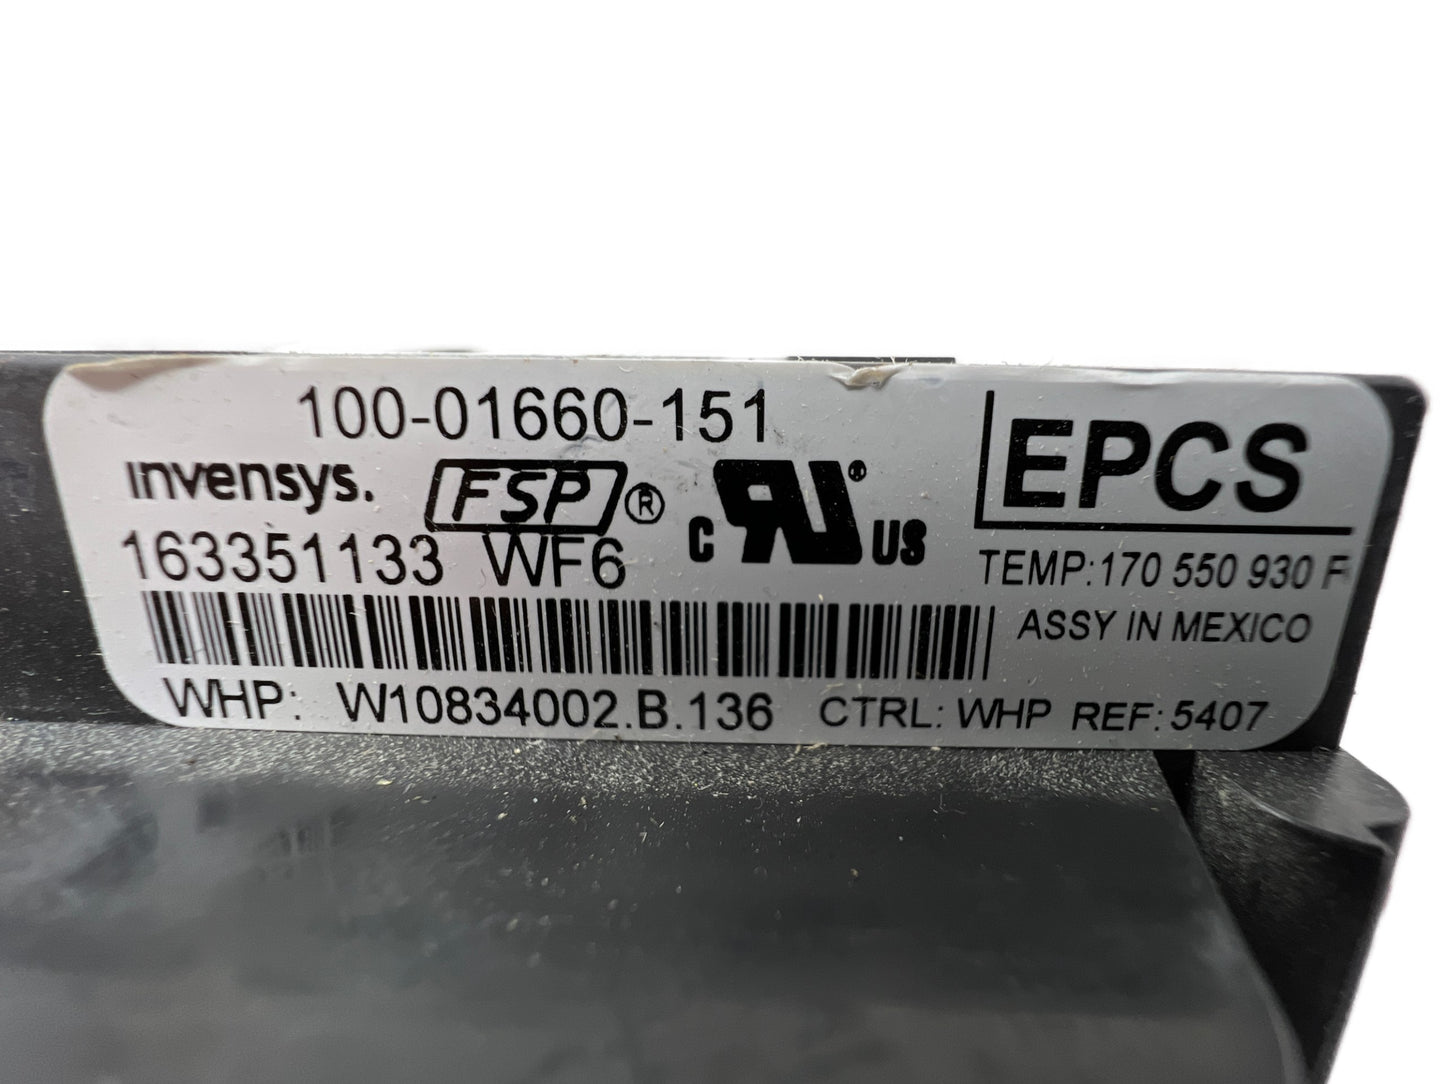 100-01660-151
invensys. FSP® c RU® US
EPCS
163351133 WF6
TEMP:170 550 930 F
ASSY IN MEXICO
WHP: W10834002.B.136 CTRL: WHP REF: 5407